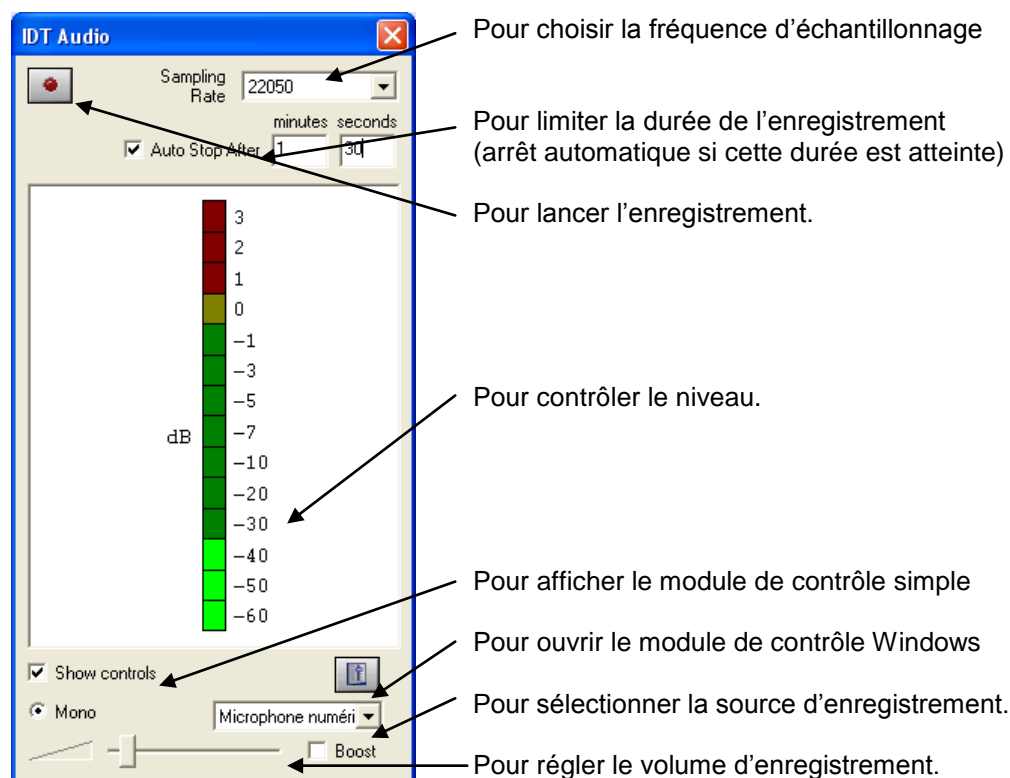 IDT Audio
Pour choisir la fréquence d’échantillonnage
Sampling
Rate
22050
minutes seconds
Auto Stop After 1 30
Pour limiter la durée de l’enregistrement
(arrêt automatique si cette durée est atteinte)
Pour lancer l’enregistrement.
3
2
1
0
−1
−3
−5
dB −7
−10
−20
−30
−40
−50
−60
Pour contrôler le niveau.
Pour afficher le module de contrôle simple
Pour ouvrir le module de contrôle Windows
Show controls
Mono
Microphone numéri
Pour sélectionner la source d’enregistrement.
Boost
Pour régler le volume d’enregistrement.